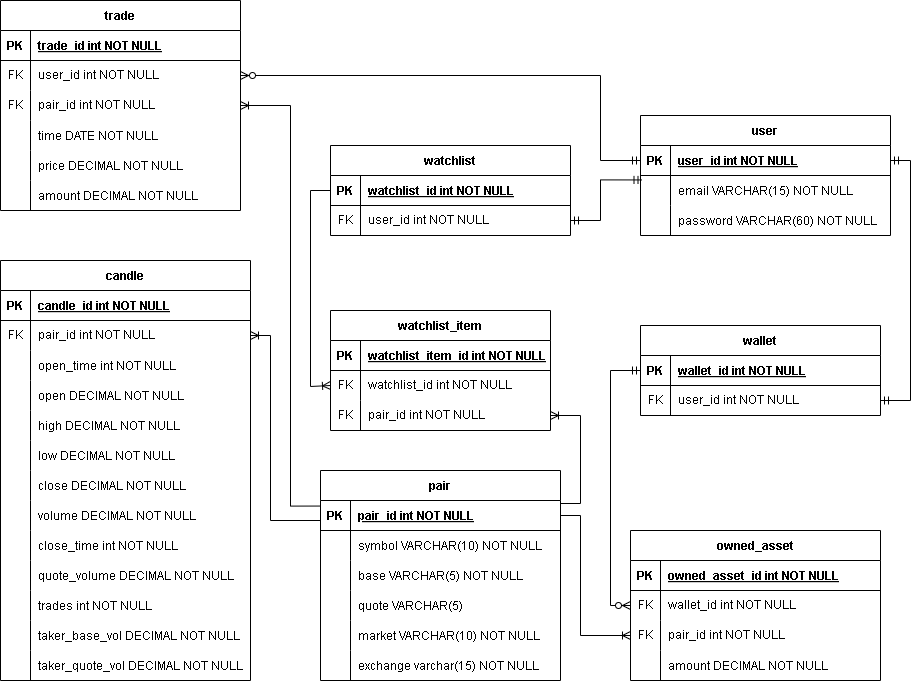 trade
PK trade_id int NOT NULL
FK user_id int NOT NULL
FK pair_id int NOT NULL
time DATE NOT NULL
price DECIMAL NOT NULL
amount DECIMAL NOT NULL
user
PK user_id int NOT NULL
email VARCHAR(15) NOT NULL
password VARCHAR(60) NOT NULL
watchlist
PK watchlist_id int NOT NULL
FK user_id int NOT NULL
candle
PK candle_id int NOT NULL
FK pair_id int NOT NULL
open_time int NOT NULL
open DECIMAL NOT NULL
high DECIMAL NOT NULL
low DECIMAL NOT NULL
close DECIMAL NOT NULL
volume DECIMAL NOT NULL
close_time int NOT NULL
quote_volume DECIMAL NOT NULL
trades int NOT NULL
taker_base_vol DECIMAL NOT NULL
taker_quote_vol DECIMAL NOT NULL
watchlist_item
PK watchlist_item_id int NOT NULL
FK watchlist_id int NOT NULL
FK pair_id int NOT NULL
wallet
PK wallet_id int NOT NULL
FK user_id int NOT NULL
pair
PK pair_id int NOT NULL
symbol VARCHAR(10) NOT NULL
base VARCHAR(5) NOT NULL
quote VARCHAR(5)
market VARCHAR(10) NOT NULL
exchange varchar(15) NOT NULL
owned_asset
PK owned_asset_id int NOT NULL
FK wallet_id int NOT NULL
FK pair_id int NOT NULL
amount DECIMAL NOT NULL